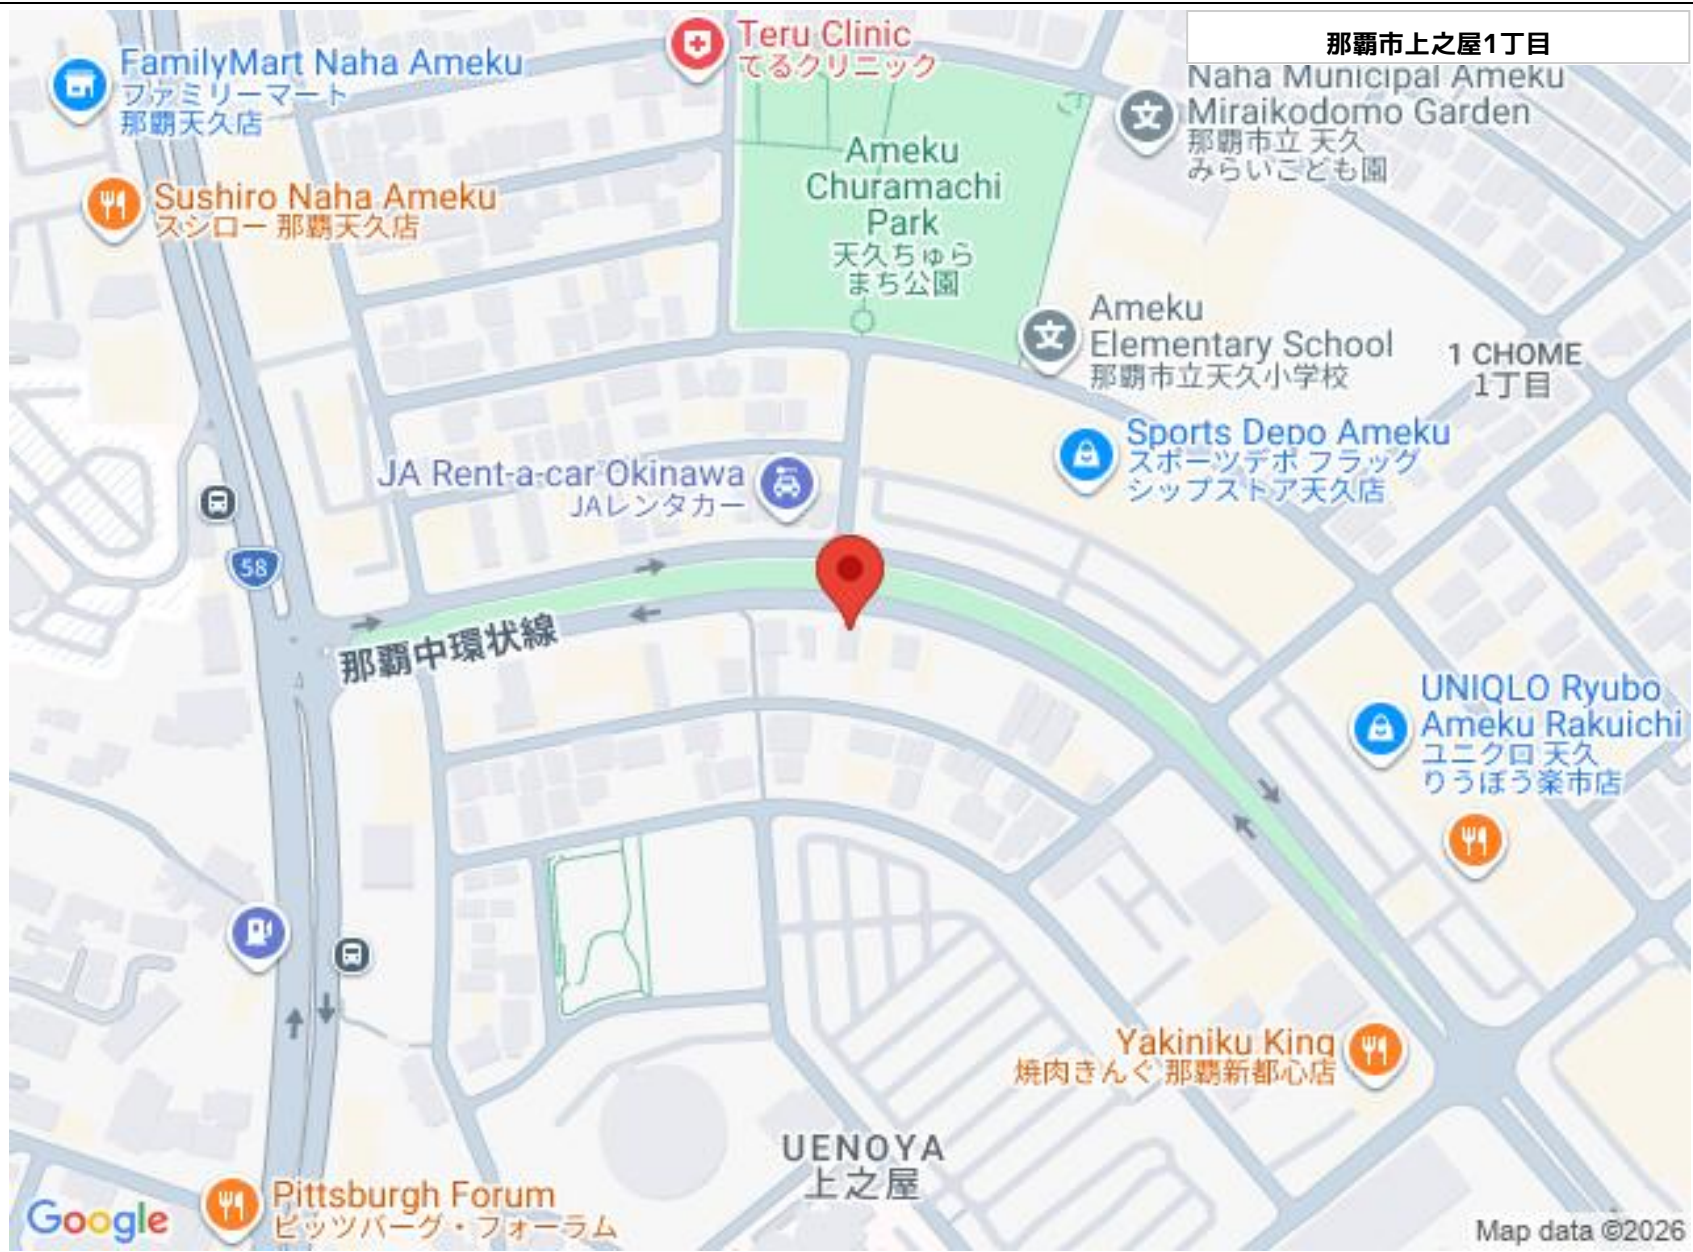 那覇市上之屋1丁目
Teru Clinic
てるクリニック
FamilyMart Naha Ameku
ファミリーマート
那覇天久店
Naha Municipal Ameku
Miraikodomo Garden
那覇市立 天久
みらいこども園
Ameku
Churamachi
Park
天久ちゅら
まち公園
Sushiro Naha Ameku
スシロー 那覇天久店
Ameku
Elementary School
那覇市立天久小学校
1 CHOME
1丁目
Sports Depo Ameku
スポーツデポ フラッグ
シップストア天久店
JA Rent-a-car Okinawa
JAレンタカー
58
那覇中環状線
UNIQLO Ryubo
Ameku Rakuichi
ユニクロ 天久
りうぼう楽市店
Yakiniku King
焼肉きんぐ 那覇新都心店
UENOYA
上之屋
Pittsburgh Forum
ピッツバーグ・フォーラム
Google
Map data ©2026